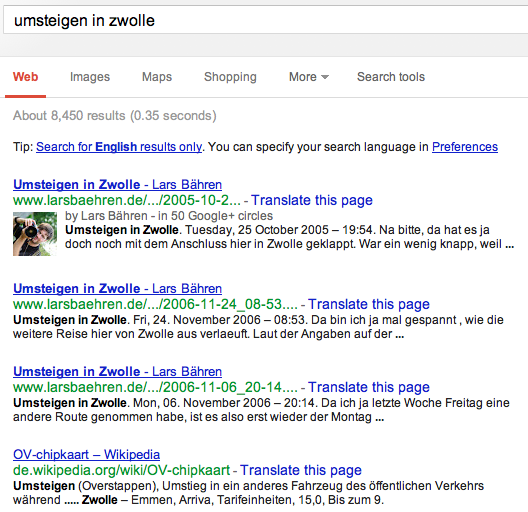 umsteigen in zwolle
Web Images Maps Shopping More Search tools
About 8,450 results (0.35 seconds)
Tip: Search for English results only. You can specify your search language in Preferences
Umsteigen in Zwolle - Lars Bähren
www.larsbaehren.de/.../2005-10-2... - Translate this page
by Lars Bähren - in 50 Google+ circles
Umsteigen in Zwolle. Tuesday, 25 October 2005 – 19:54. Na bitte, da hat es ja
doch noch mit dem Anschluss hier in Zwolle geklappt. War ein wenig knapp, weil ...
Umsteigen in Zwolle - Lars Bähren
www.larsbaehren.de/.../2006-11-24_08-53.... - Translate this page
Umsteigen in Zwolle. Fri, 24. November 2006 – 08:53. Da bin ich ja mal gespannt , wie die
weitere Reise hier von Zwolle aus verlaeuft. Laut der Angaben auf der ...
Umsteigen in Zwolle - Lars Bähren
www.larsbaehren.de/.../2006-11-06_20-14.... - Translate this page
Umsteigen in Zwolle. Mon, 06. November 2006 – 20:14. Da ich ja letzte Woche Freitag eine
andere Route genommen habe, ist es also erst wieder der Montag ...
OV-chipkaart – Wikipedia
de.wikipedia.org/wiki/OV-chipkaart - Translate this page
Umsteigen (Overstappen), Umstieg in ein anderes Fahrzeug des öffentlichen Verkehrs
während ..... Zwolle – Emmen, Arriva, Tarifeinheiten, 15,0, Bis zum 9.